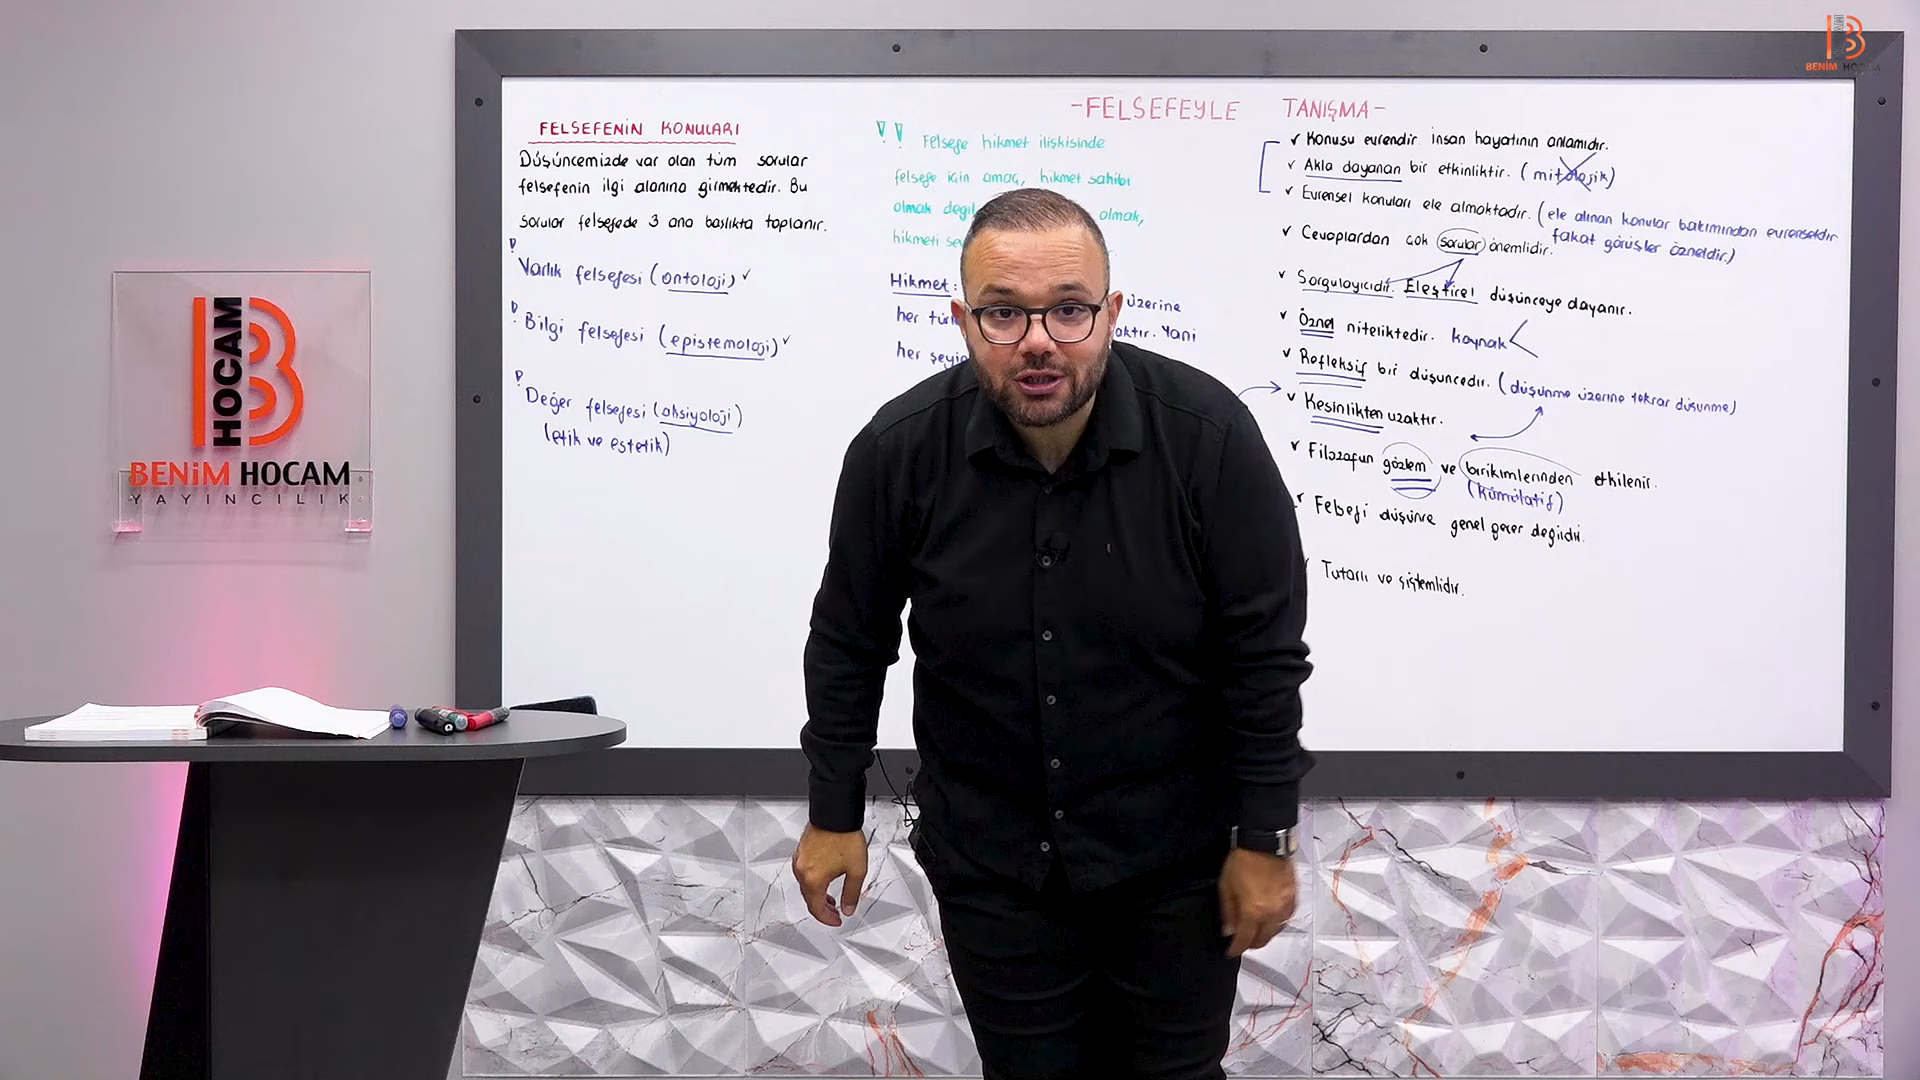 -FELSEFEYLE TANIŞMA-
FELSEFENİN KONULARI
Düşüncemizde var olan tüm sorular
felsefenin ilgi alanına girmektedir. Bu
sorular felsefede 3 ana başlıkta toplanır.
Varlık felsefesi (ontoloji) ✓
Bilgi felsefesi (epistemoloji) ✓
Değer felsefesi (aksiyoloji)
(etik ve estetik)
!! Felsefe hikmet ilişkisinde
felsefe için amaç, hikmet sahibi
olmak değil olmak,
hikmeti
Hikmet: üzerine
her Yani
her şeyin
✓ Konusu evrendir insan hayatının anlamıdır.
✓ Akla dayanan bir etkinliktir. (mitolojik)
✓ Evrensel konuları ele almaktadır. (ele alınan konular bakımından evrenseldir
fakat görüşler özneldir.)
✓ Cevaplardan çok sorular önemlidir.
✓ Sorgulayıcıdır. Eleştirel düşünceye dayanır.
✓ Öznel niteliktedir. kaynak
✓ Refleksif bir düşüncedir. (düşünme üzerine tekrar düşünme)
✓ Kesinlikten uzaktır.
✓ Filozofun gözlem ve birikimlerinden etkilenir.
(kümülatif)
Felsefi düşünce genel geçer değildir.
Tutarlı ve sistemlidir.
B HOCAM
BENİM HOCAM
YAYINCILIK
BENİM HOCAM